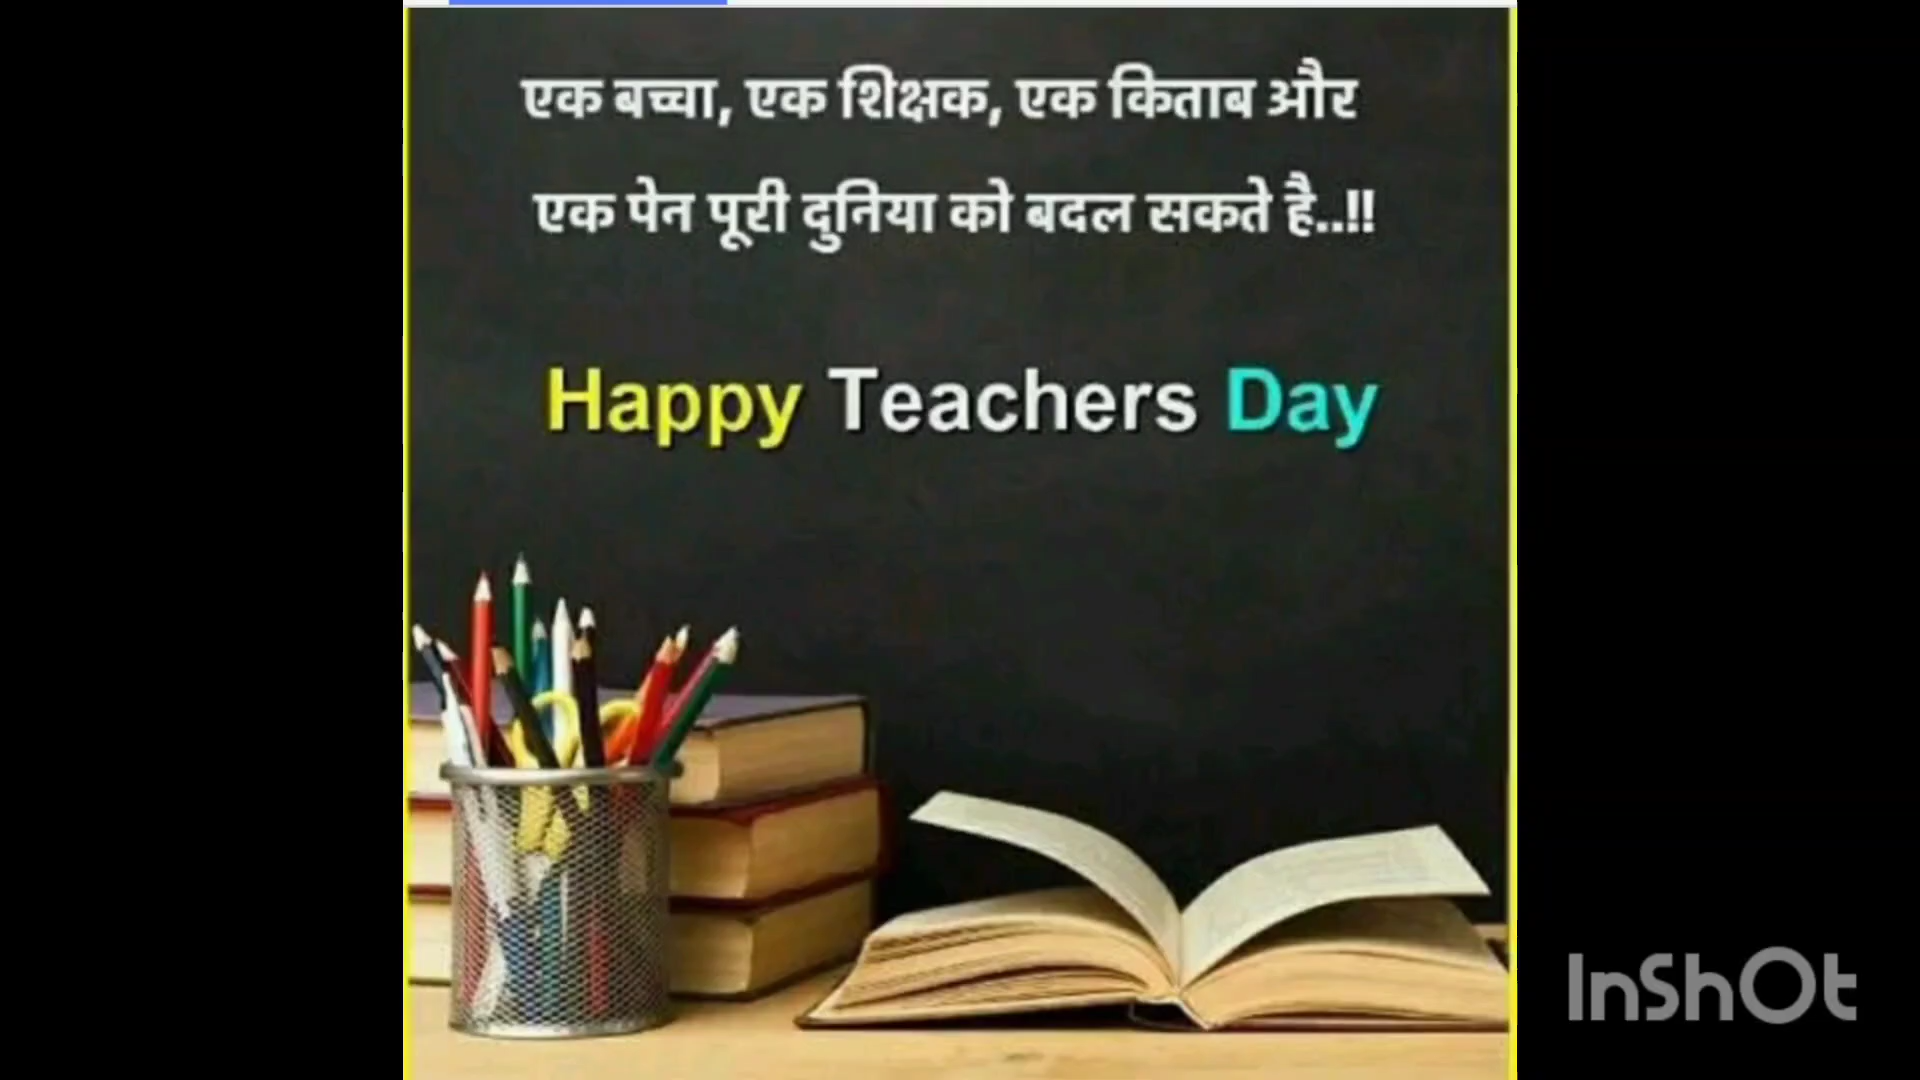 एक बच्चा, एक शिक्षक, एक किताब और
एक पेन पूरी दुनिया को बदल सकते है..!!
Happy Teachers Day
InShOt